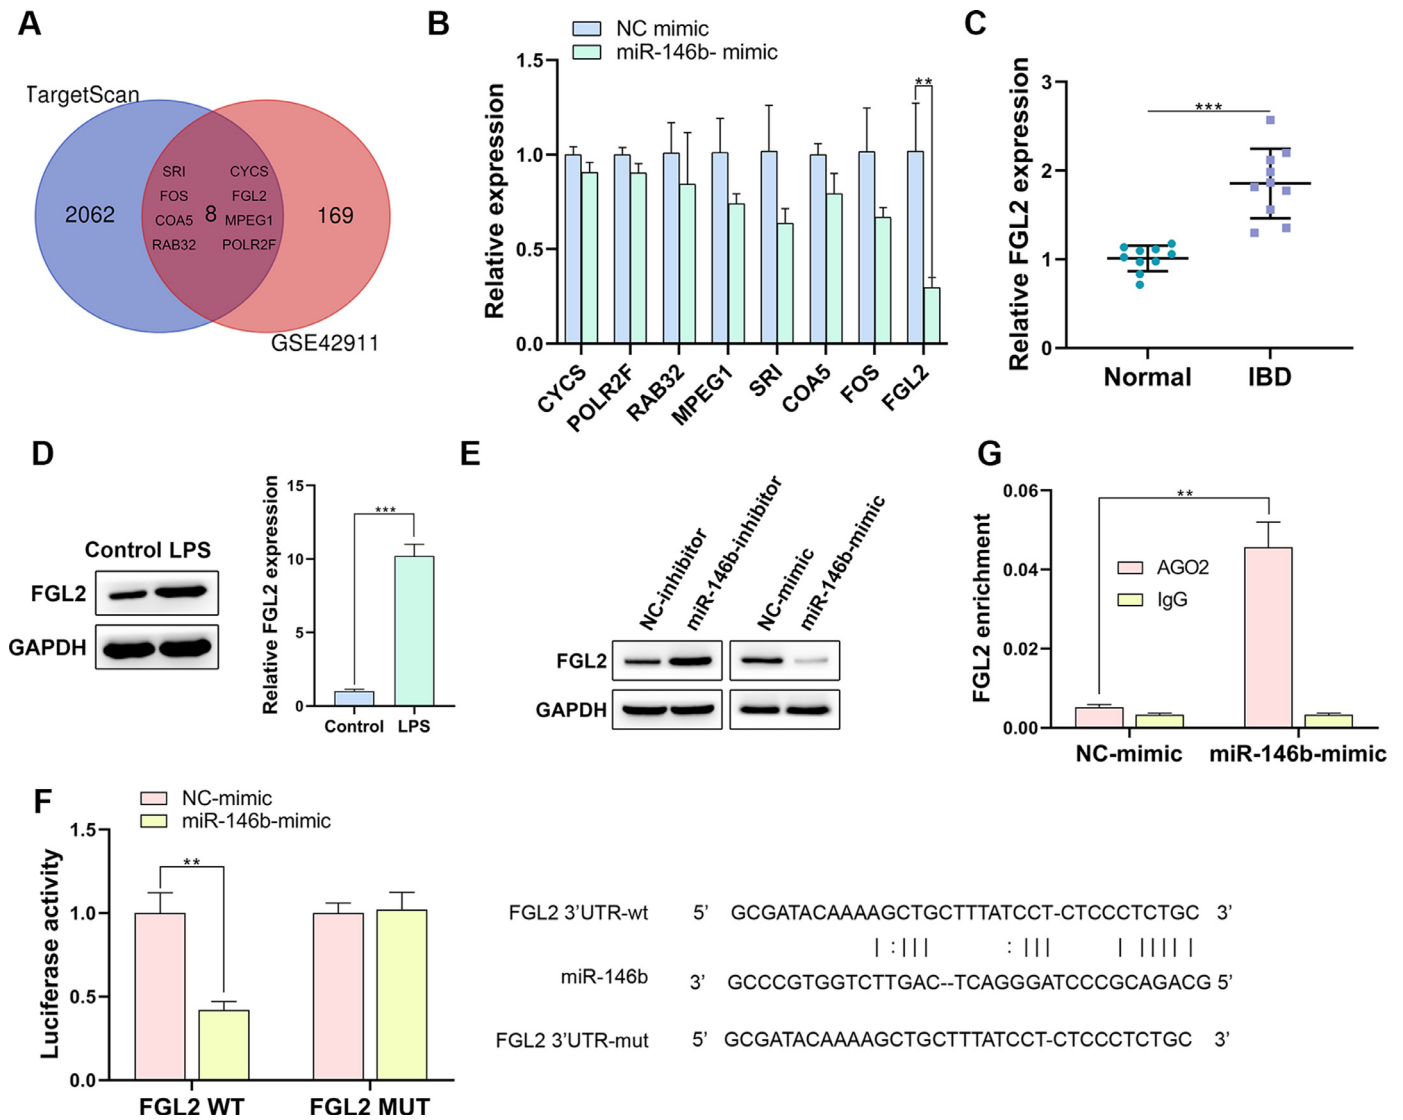 A
TargetScan
2062
SRI
FOS
COA5
RAB32
8
CYCS
FGL2
MPEG1
POLR2F
169
GSE42911
B
NC mimic
miR-146b- mimic
Relative expression
1.5
1.0
0.5
0.0
**
CYCS
POLR2F
RAB32
MPEG1
SRI
COA5
FOS
FGL2
C
Relative FGL2 expression
3
2
1
0
***
Normal
IBD
D
Control LPS
FGL2
GAPDH
Relative FGL2 expression
15
10
5
0
***
Control
LPS
E
NC-inhibitor
miR-146b-inhibitor
NC-mimic
miR-146b-mimic
FGL2
GAPDH
G
FGL2 enrichment
0.06
0.04
0.02
0.00
**
AGO2
IgG
NC-mimic
miR-146b-mimic
F
NC-mimic
miR-146b-mimic
Luciferase activity
1.5
1.0
0.5
0.0
**
FGL2 WT
FGL2 MUT
FGL2 3’UTR-wt 5’ GCGATACAAAAGCTGCTTTATCCT-CTCCCTCTGC 3’
| :||| : ||| | ||||| |
miR-146b 3’ GCCCGTGGTCTTGAC--TCAGGGATCCCGCAGACG 5’
FGL2 3’UTR-mut 5’ GCGATACAAAAGCTGCTTTATCCT-CTCCCTCTGC 3’